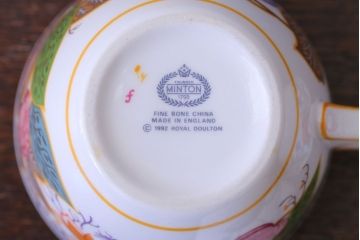 MINTON
FINE BONE CHINA
MADE IN ENGLAND
© 1992 ROYAL DOULTON